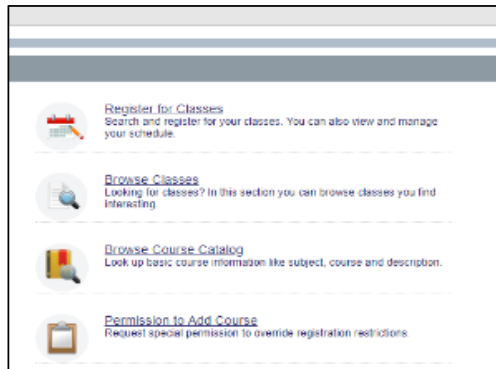 Register for Classes
Search and register for your classes. You can also view and manage
your schedule.
Browse Classes
Looking for classes? In this section you can browse classes you find
interesting.
Browse Course Catalog
Look up basic course information like subject, course and description.
Permission to Add Course
Request special permission to override registration restrictions.